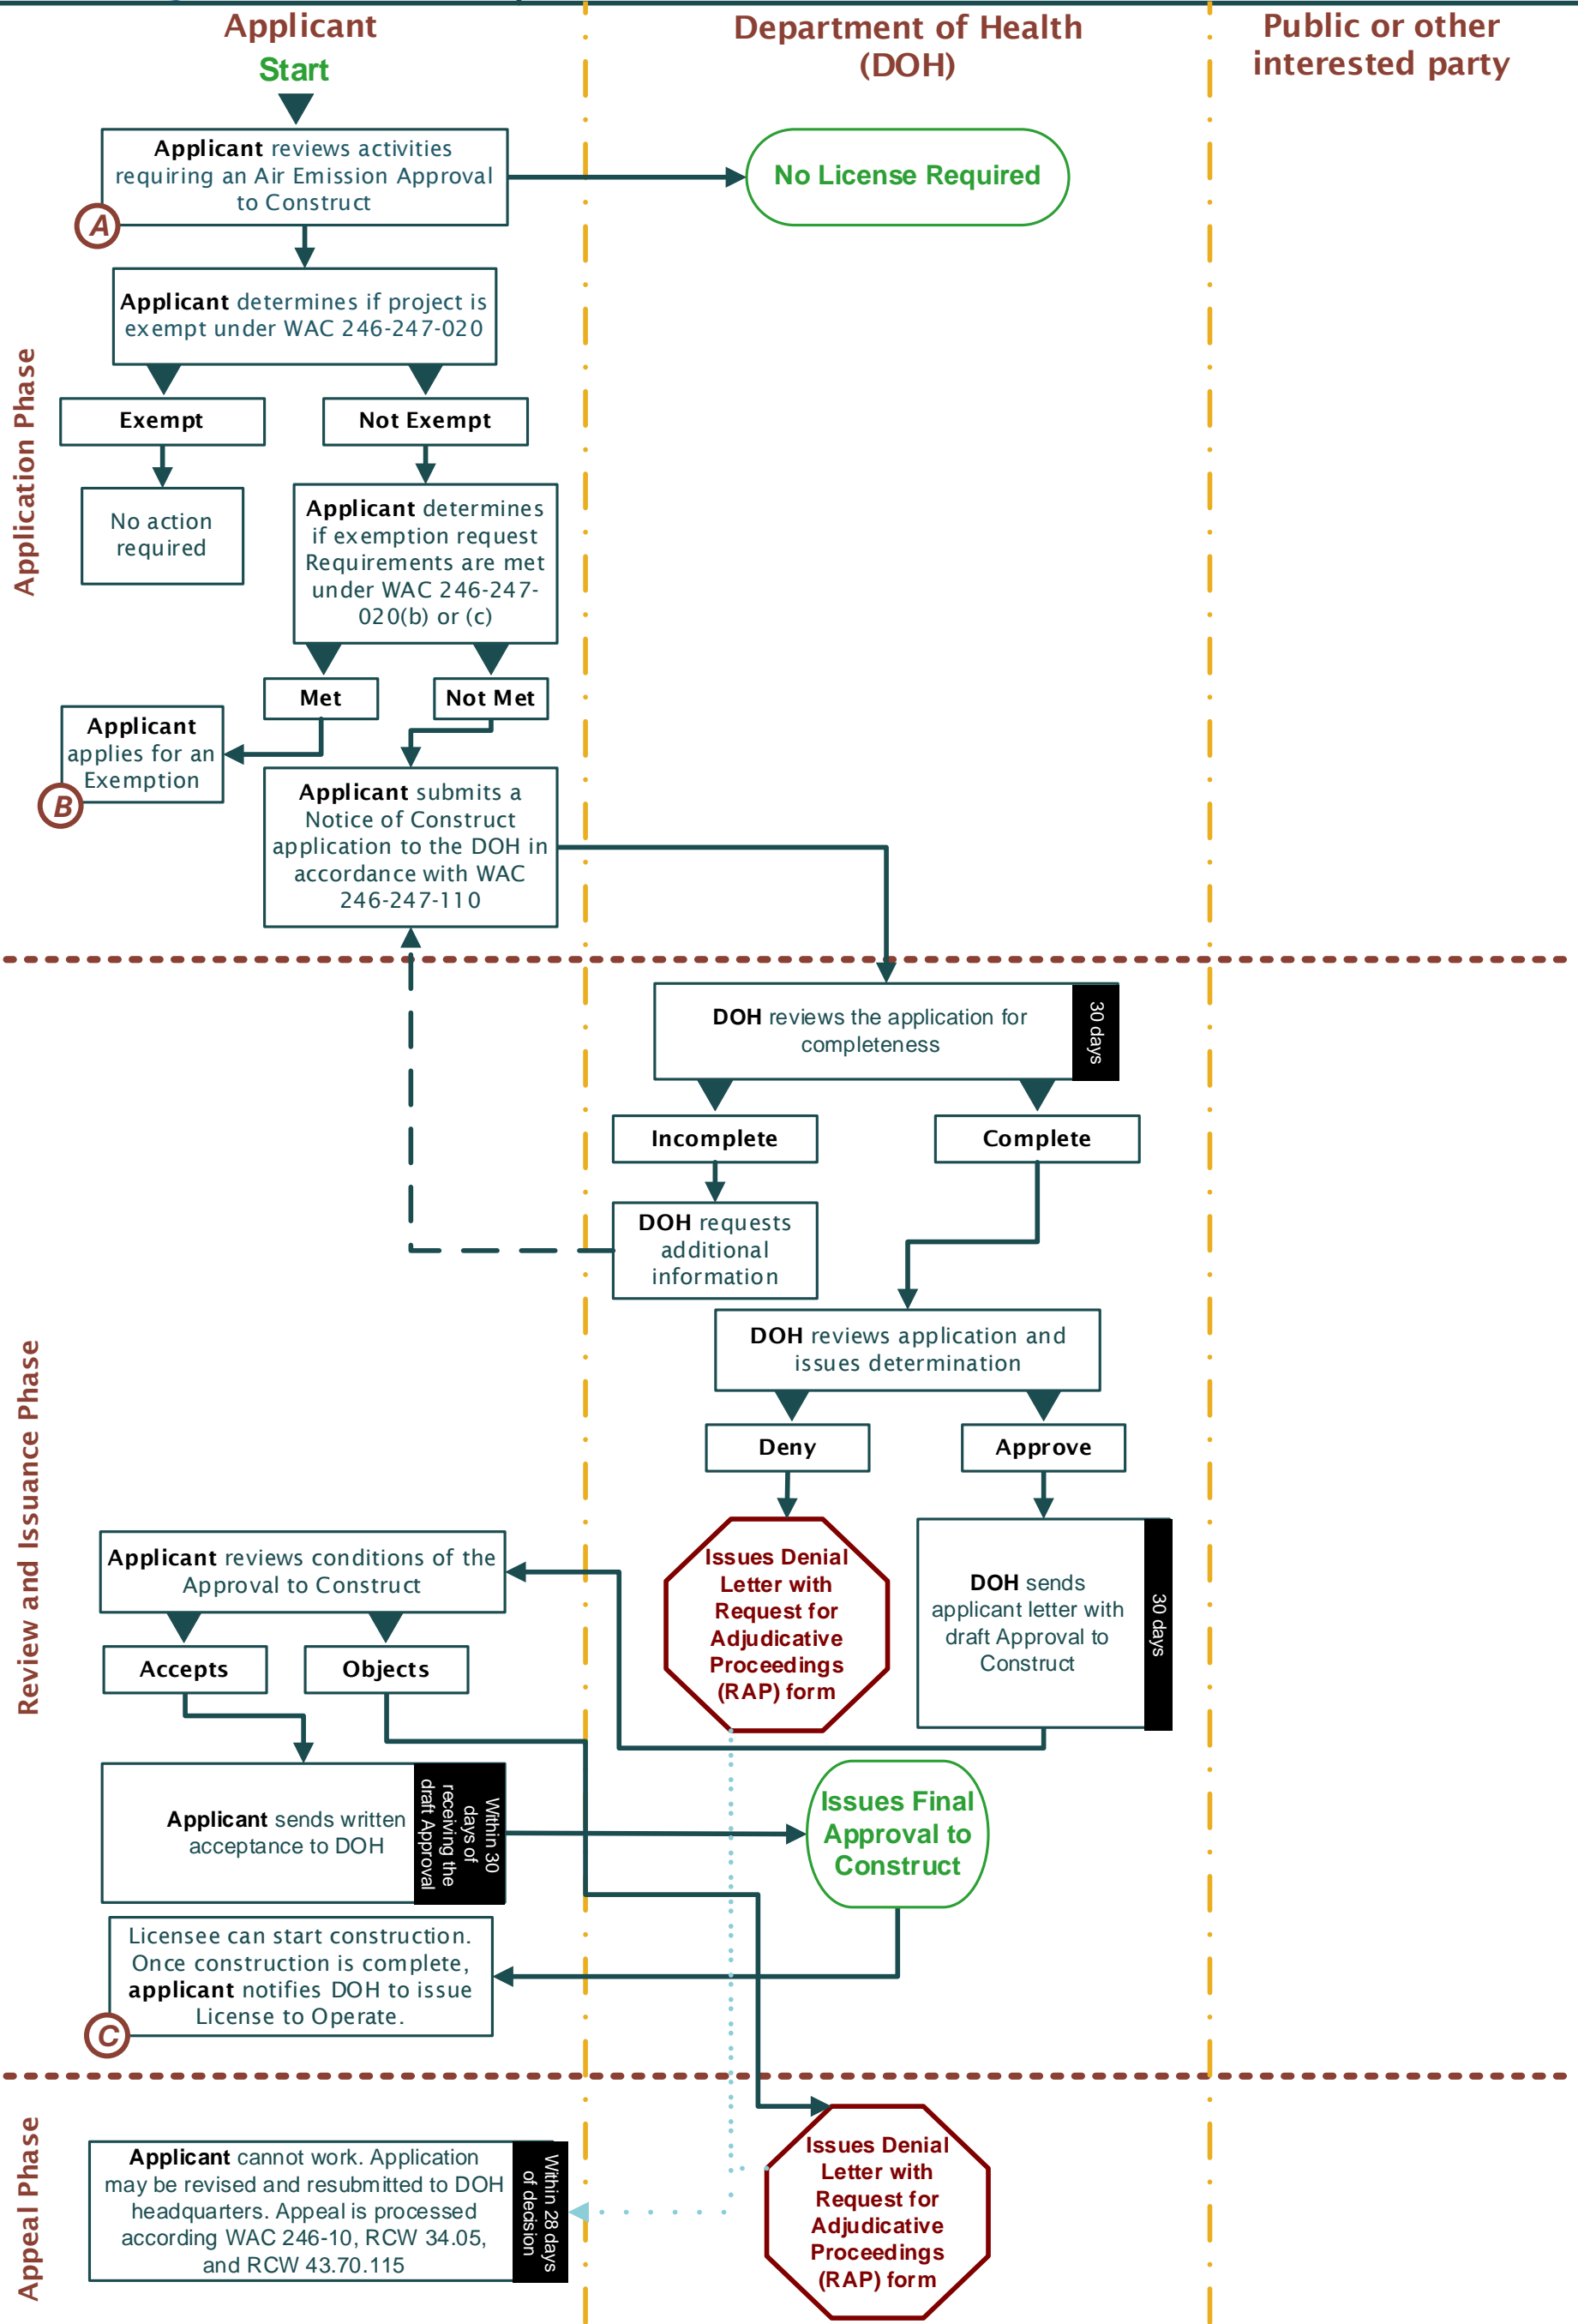 Applicant
Department of Health
(DOH)
Public or other
interested party
Start
Applicant reviews activities
requiring an Air Emission Approval
to Construct
A
No License Required
Applicant determines if project is
exempt under WAC 246-247-020
Application Phase
Exempt
Not Exempt
No action
required
Applicant determines
if exemption request
Requirements are met
under WAC 246-247-
020(b) or (c)
Met
Not Met
Applicant
applies for an
Exemption
B
Applicant submits a
Notice of Construct
application to the DOH in
accordance with WAC
246-247-110
DOH reviews the application for
completeness
30 days
Incomplete
Complete
DOH requests
additional
information
DOH reviews application and
issues determination
Review and Issuance Phase
Deny
Approve
Issues Denial
Letter with
Request for
Adjudicative
Proceedings
(RAP) form
DOH sends
applicant letter with
draft Approval to
Construct
30 days
Applicant reviews conditions of the
Approval to Construct
Accepts
Objects
Applicant sends written
acceptance to DOH
Within 30
days of
receiving the
draft Approval
Issues Final
Approval to
Construct
Licensee can start construction.
Once construction is complete,
applicant notifies DOH to issue
License to Operate.
C
Appeal Phase
Applicant cannot work. Application
may be revised and resubmitted to DOH
headquarters. Appeal is processed
according WAC 246-10, RCW 34.05,
and RCW 43.70.115
Within 28 days
of decision
Issues Denial
Letter with
Request for
Adjudicative
Proceedings
(RAP) form